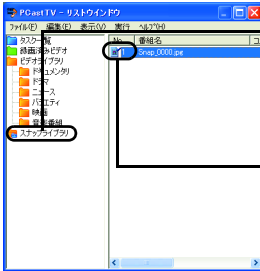 PCastTV - リストウインドウ
ファイル(F) 編集(E) 表示(V) 実行 ヘルプ(H)
タスク一覧
録画済みビデオ
ビデオライブラリ
ドキュメンタリ
ドラマ
ニュース
バラエティ
映画
音楽番組
スナップライブラリ
No. 番組名
1 Snap_0000.jpg